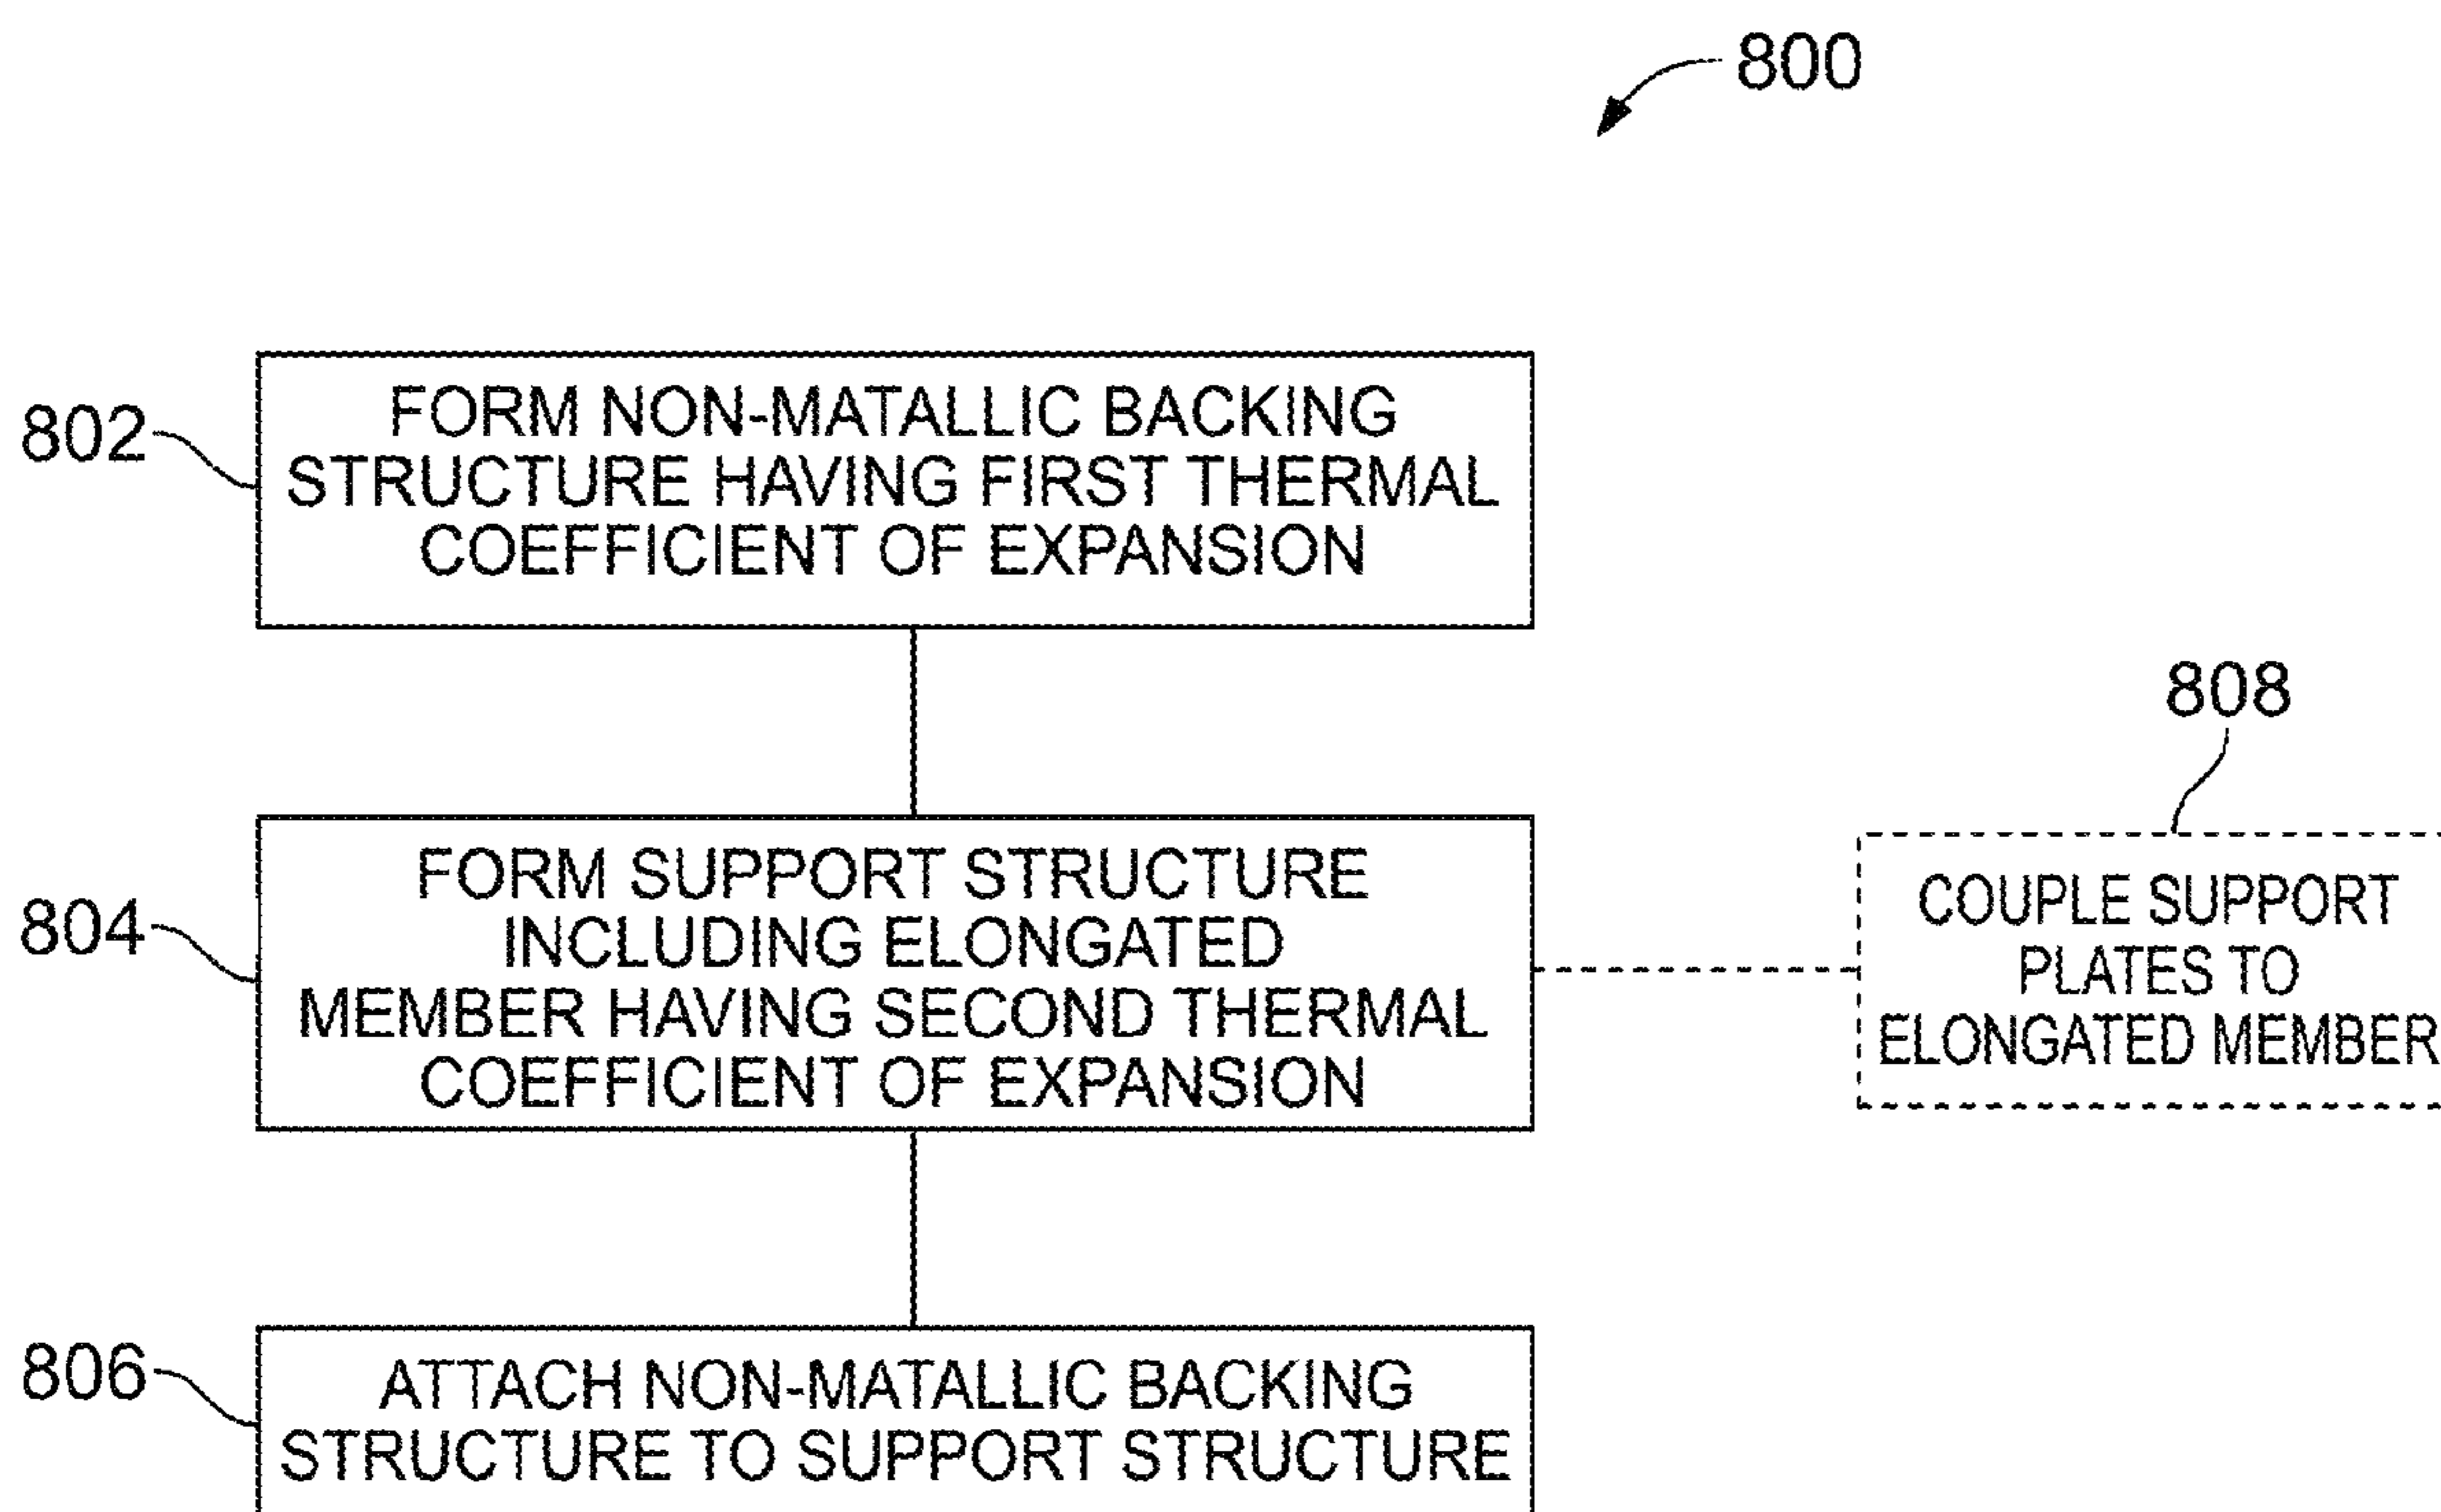 800
802
FORM NON-MATALLIC BACKING
STRUCTURE HAVING FIRST THERMAL
COEFFICIENT OF EXPANSION
804
FORM SUPPORT STRUCTURE
INCLUDING ELONGATED
MEMBER HAVING SECOND THERMAL
COEFFICIENT OF EXPANSION
808
COUPLE SUPPORT
PLATES TO
ELONGATED MEMBER
806
ATTACH NON-MATALLIC BACKING
STRUCTURE TO SUPPORT STRUCTURE